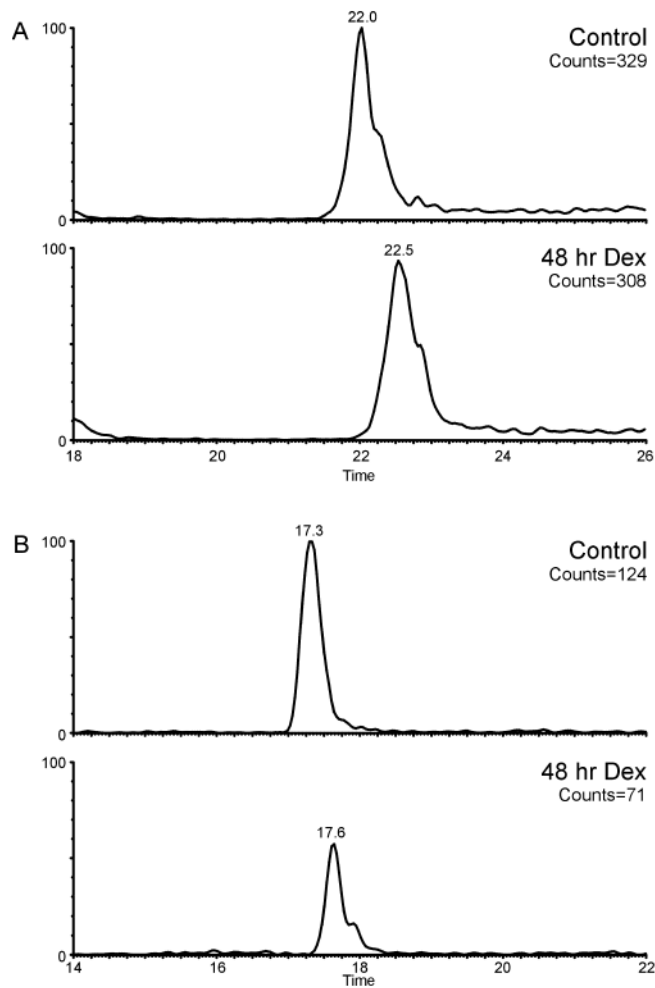 A
100
22.0
Control
Counts=329
0
100
22.5
48 hr Dex
Counts=308
0
18 20 22 24 26
Time
B
100
17.3
Control
Counts=124
0
100
48 hr Dex
Counts=71
17.6
0
14 16 18 20 22
Time